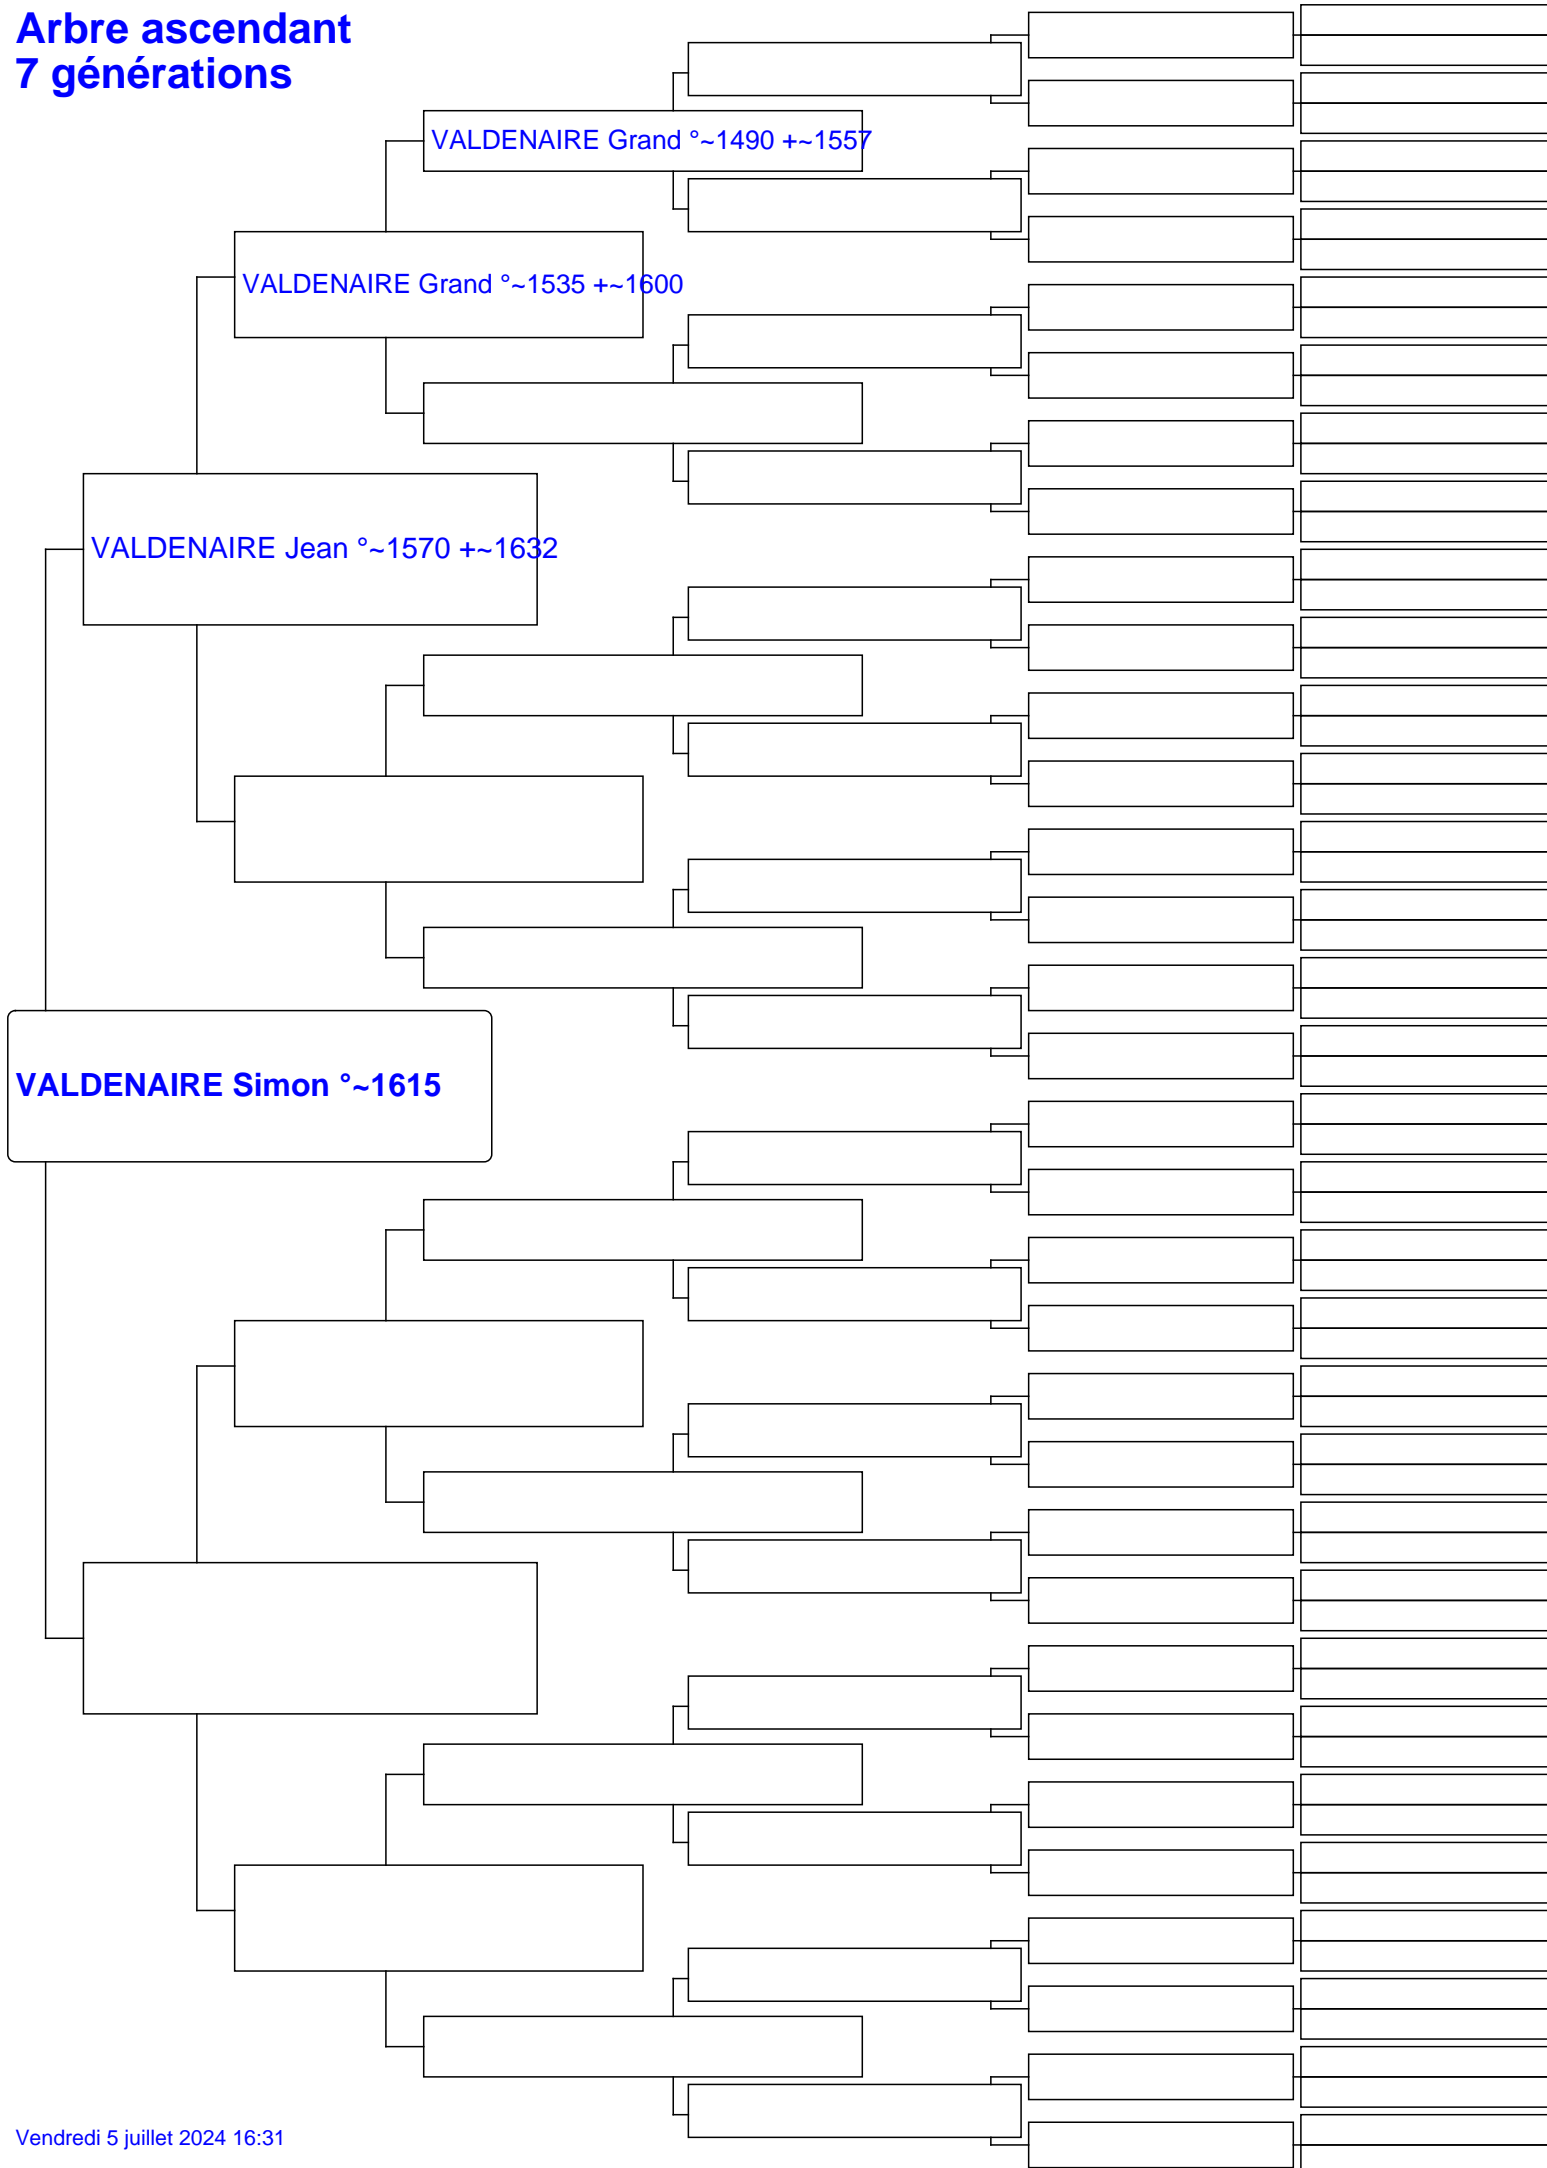 Arbre ascendant
7 générations
VALDENAIRE Grand °~1490 +~1557
VALDENAIRE Grand °~1535 +~1600
VALDENAIRE Jean °~1570 +~1632
VALDENAIRE Simon °~1615
Vendredi 5 juillet 2024 16:31